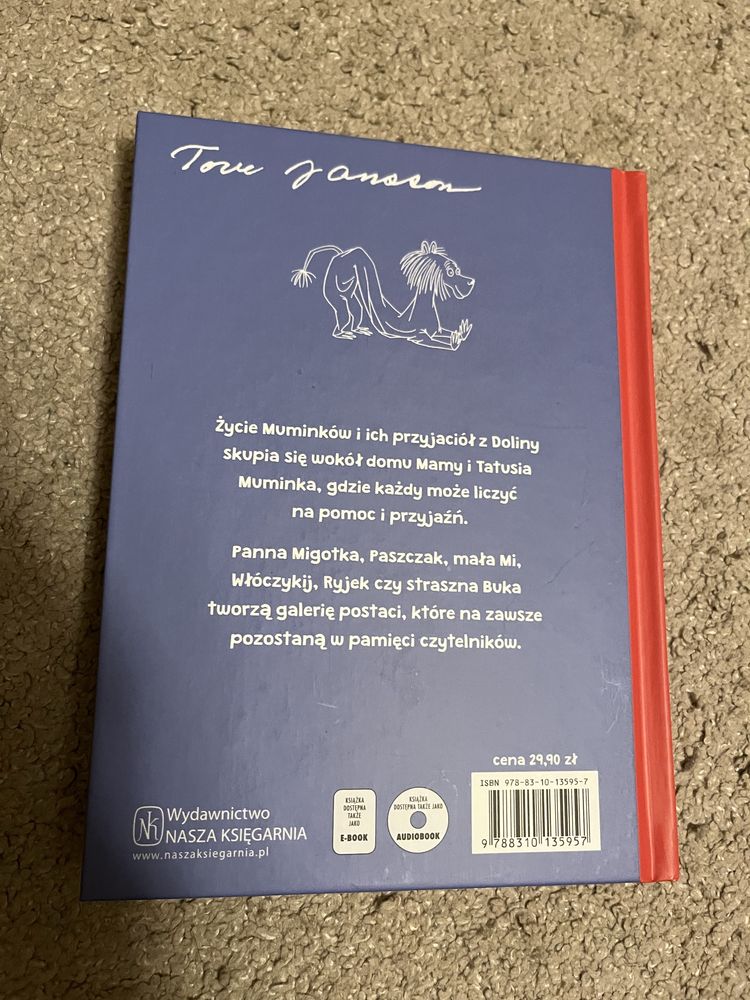 Tove Jansson
Życie Muminków i ich przyjaciół z Doliny
skupia się wokół domu Mamy i Tatusia
Muminka, gdzie każdy może liczyć
na pomoc i przyjaźń.
Panna Migotka, Paszczak, mała Mi,
Włóczykij, Ryjek czy straszna Buka
tworzą galerię postaci, które na zawsze
pozostaną w pamięci czytelników.
cena 29,90 zł
ISBN 978-83-10-13595-7
9 788310 135957
KSIĄŻKA
DOSTĘPNA
TAKŻE
JAKO
E-BOOK
KSIĄŻKA
DOSTĘPNA TAKŻE JAKO
AUDIOBOOK
NK
Wydawnictwo
NASZA KSIĘGARNIA
www.naszaksiegarnia.pl